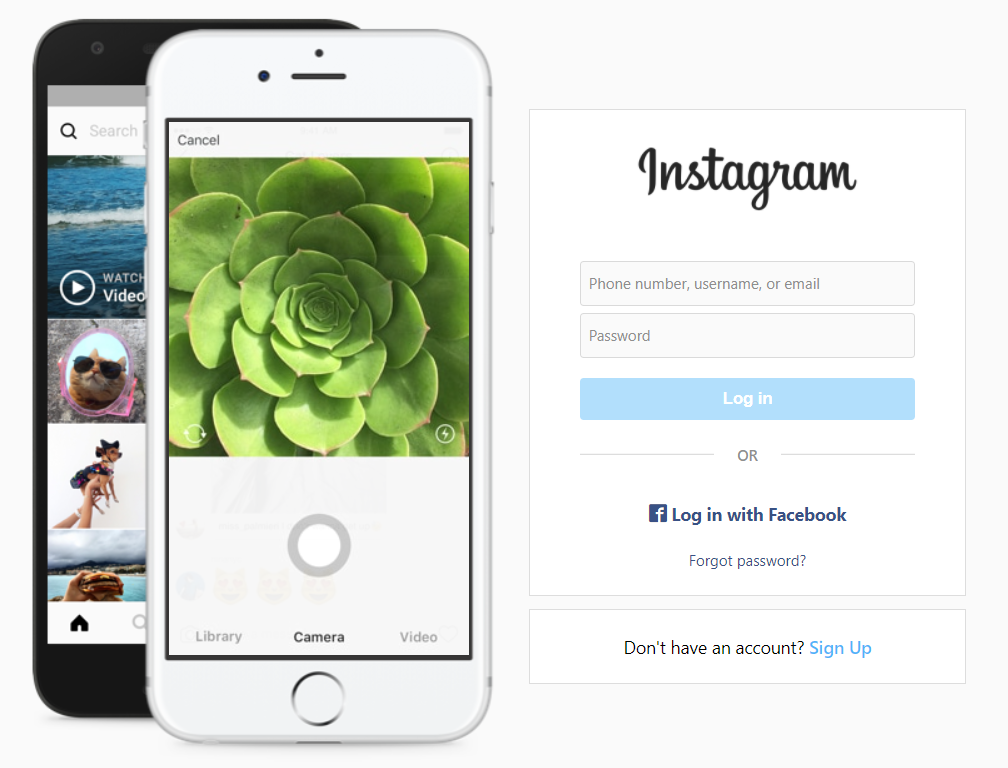 Search
WATCH
Video
Cancel
Library
Camera
Video
Instagram
Phone number, username, or email
Password
Log in
OR
Log in with Facebook
Forgot password?
Don't have an account? Sign Up